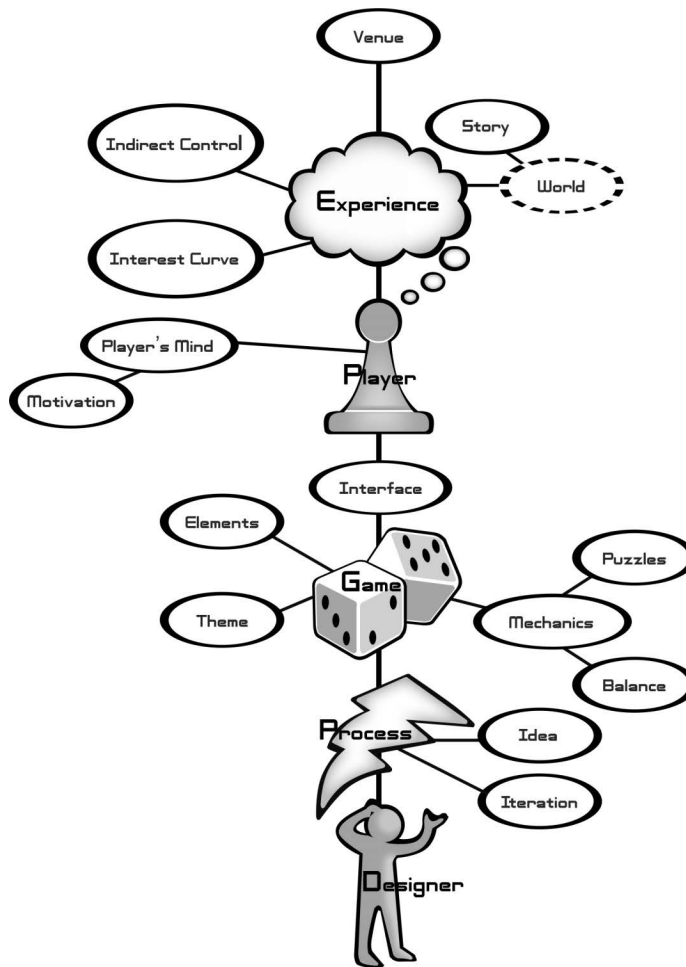 Venue
Story
Indirect Control
World
Experience
Interest Curve
Player's Mind
Player
Motivation
Interface
Elements
Puzzles
Game
Theme
Mechanics
Balance
Process
Idea
Iteration
Designer